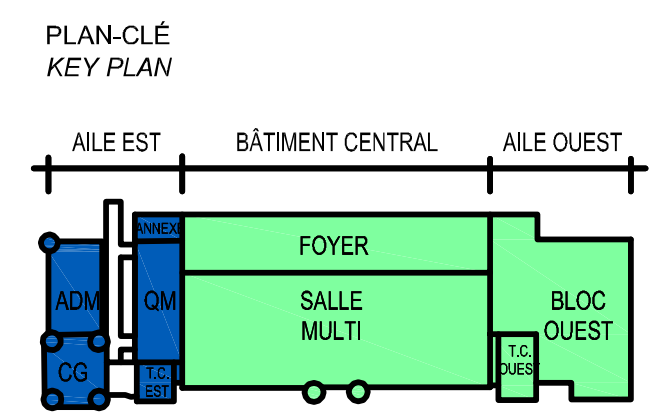 PLAN-CLÉ
KEY PLAN
AILE EST
BÂTIMENT CENTRAL
AILE OUEST
ANNEXE
FOYER
ADM
QM
SALLE
MULTI
BLOC
OUEST
CG
T.C.
EST
T.C.
OUEST